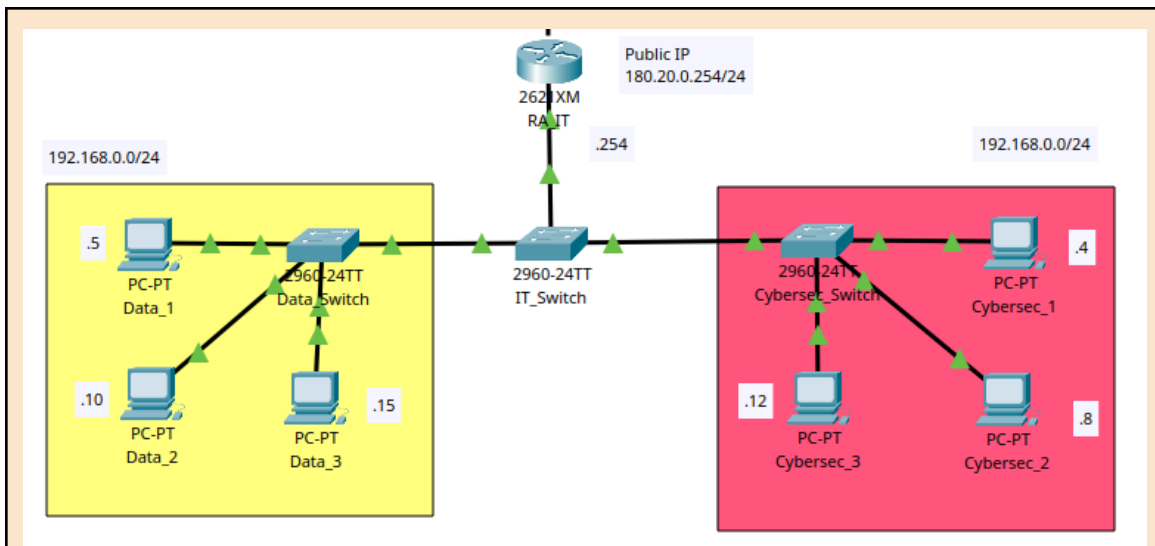 Public IP
180.20.0.254/24
2621XM
RA_IT
.254
192.168.0.0/24
192.168.0.0/24
.5
PC-PT
Data_1
2960-24TT
Data_Switch
2960-24TT
IT_Switch
2960-24TT
Cybersec_Switch
.4
PC-PT
Cybersec_1
.10
PC-PT
Data_2
.15
PC-PT
Data_3
.12
PC-PT
Cybersec_3
.8
PC-PT
Cybersec_2